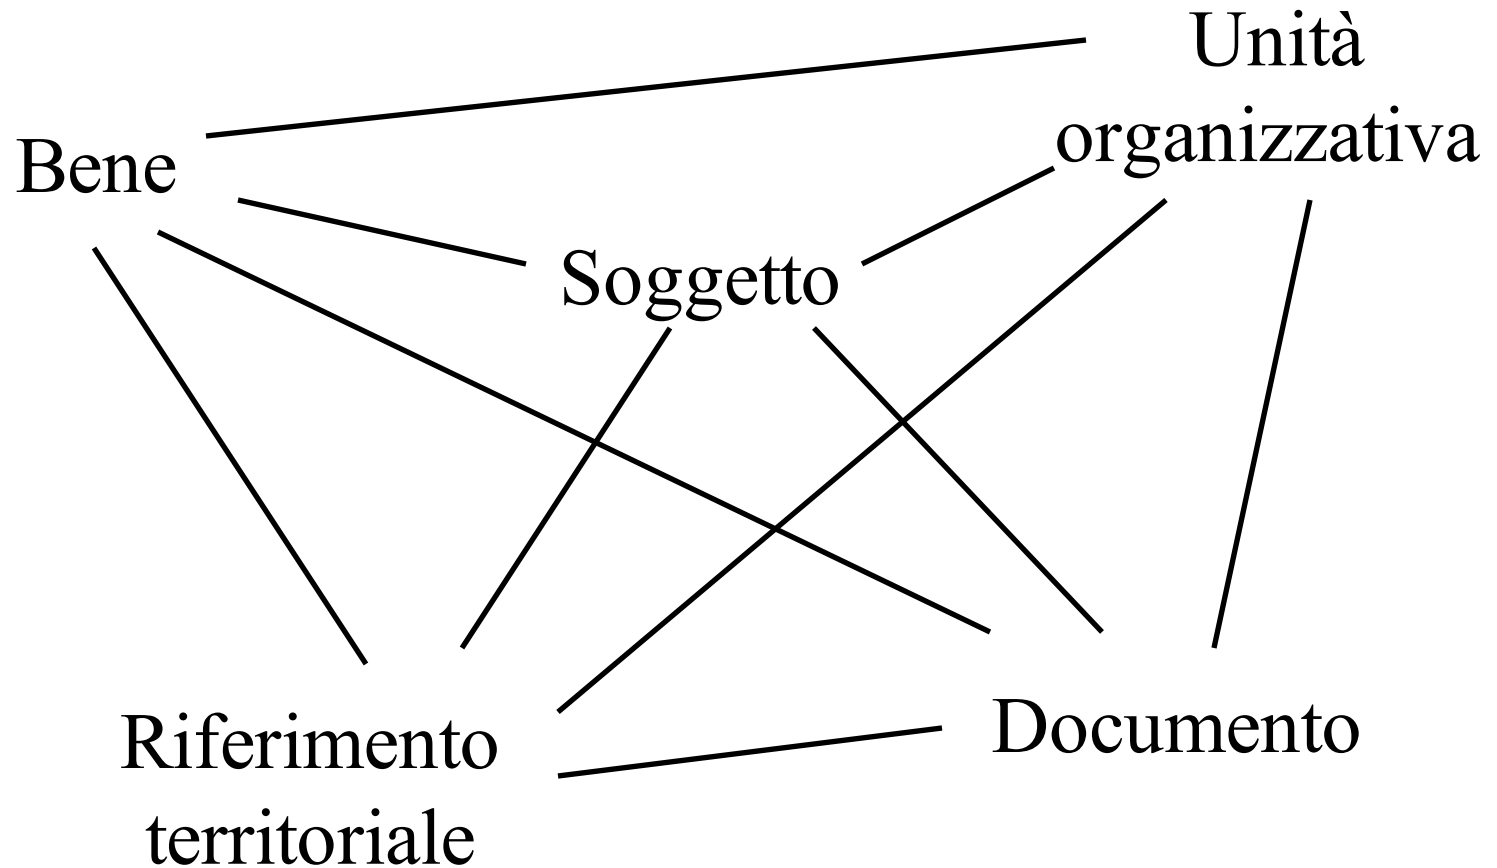 Unità
organizzativa
Bene
Soggetto
Riferimento
territoriale
Documento